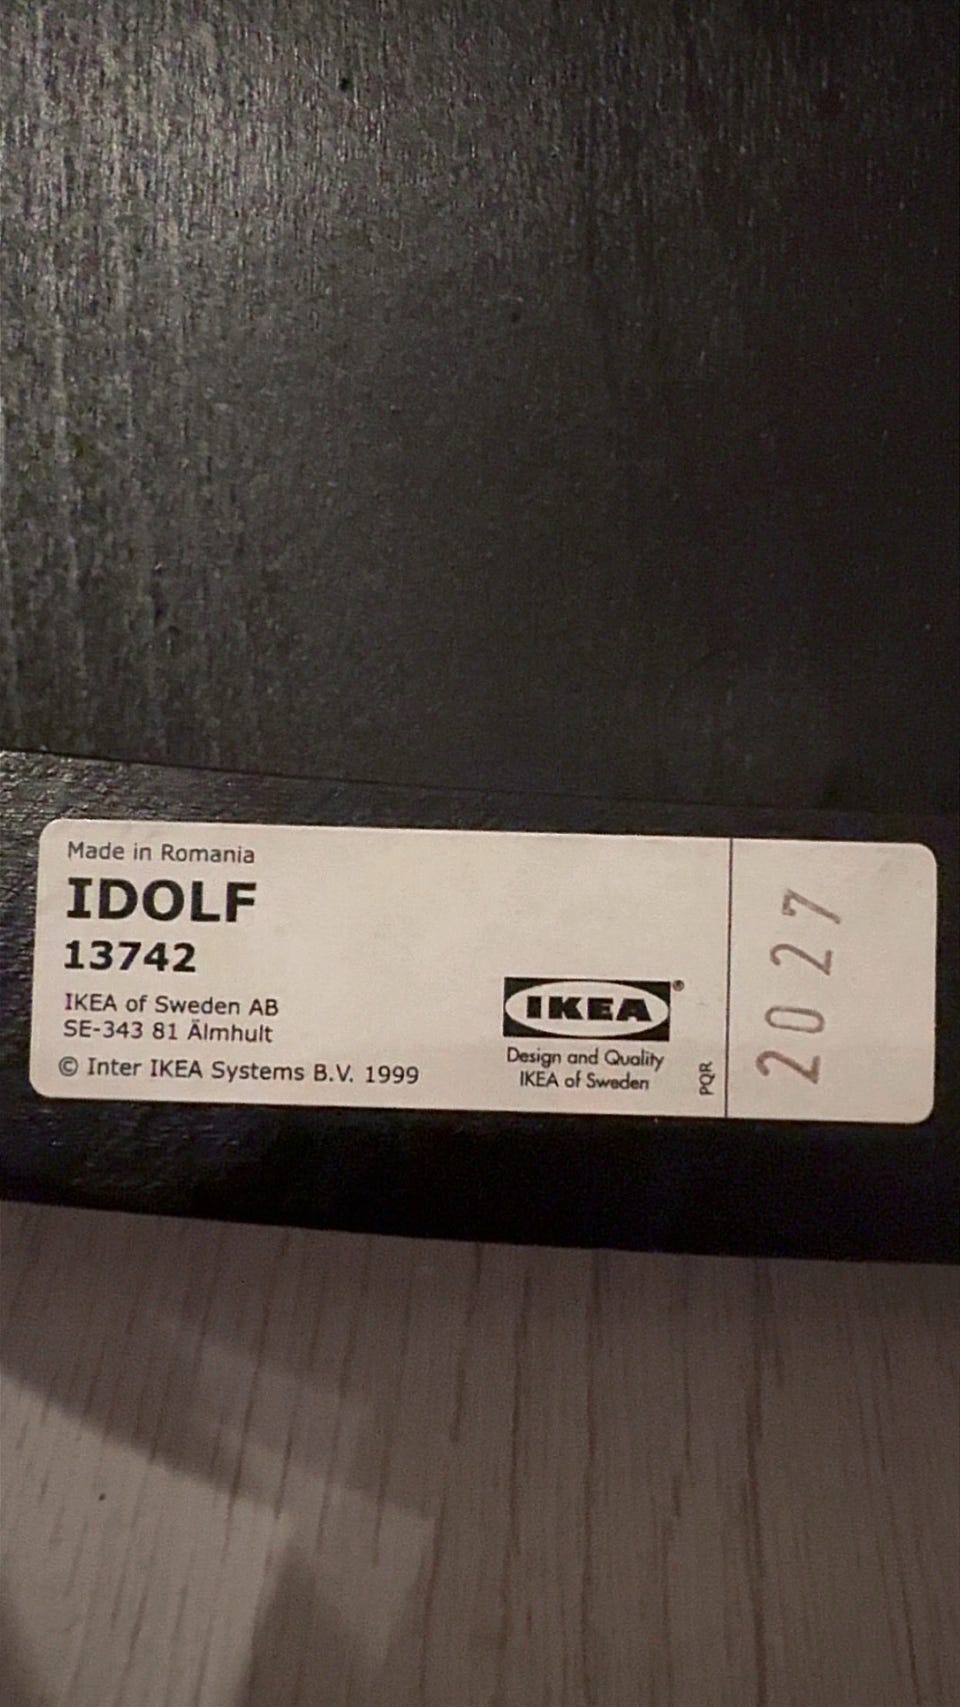 Made in Romania
IDOLF
13742
IKEA of Sweden AB
SE-343 81 Älmhult
© Inter IKEA Systems B.V. 1999
IKEA®
Design and Quality
IKEA of Sweden
PQR
2027